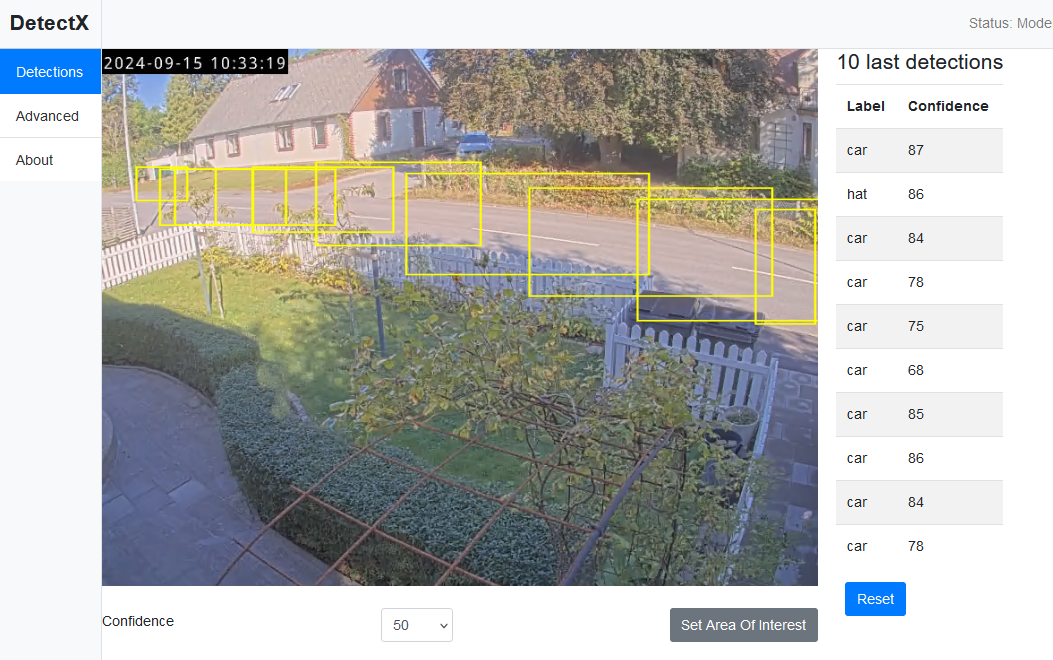 DetectX
Status: Mode
Detections
Advanced
About
2024-09-15 10:33:19
10 last detections
Label Confidence
car 87
hat 86
car 84
car 78
car 75
car 68
car 85
car 86
car 84
car 78
Reset
Confidence
50
Set Area Of Interest